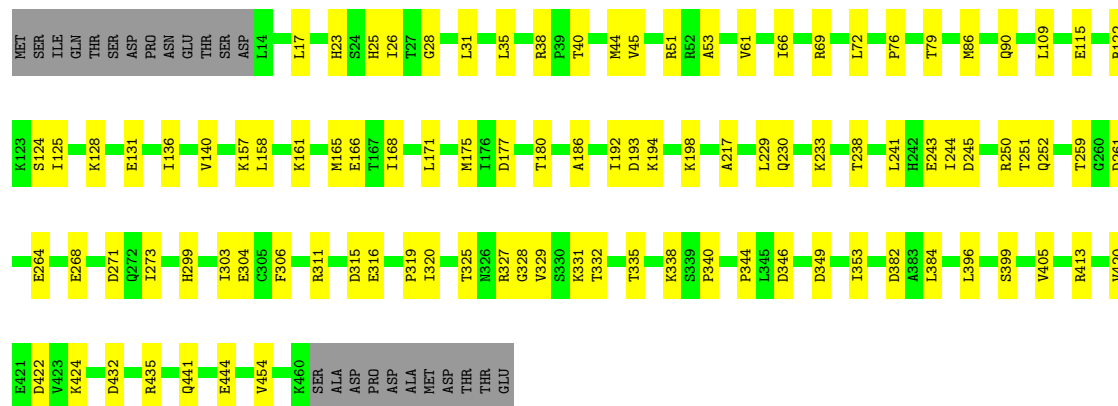 MET SER ILE GLN THR SER ASP PRO ASN GLU THR SER ASP L14 L17 H23 S24 H25 I26 T27 G28 L31 L35 R38 P39 T40 M44 V45 R51 R52 A53 V61 I66 R69 L72 P76 T79 M86 Q90 L109 E115
K123 S124 I125 K128 E131 I136 V140 K157 L158 K161 M165 E166 T167 I168 L171 M175 I176 D177 T180 A186 I192 D193 K194 K198 A217 L229 Q230 K233 T238 L241 H242 E243 I244 D245 R250 T251 Q252 T259 G260 D261
E264 E268 D271 Q272 I273 H299 I303 E304 C305 F306 R311 D315 E316 P319 I320 T325 N326 R327 G328 V329 S330 K331 T332 T335 K338 S339 P340 P344 L345 D346 D349 I353 D382 A383 L384 L396 S399 V405 R413
E421 D422 V423 K424 D432 R435 Q441 E444 V454 K460 SER ALA ASP PRO ASP ALA MET ASP THR THR GLU